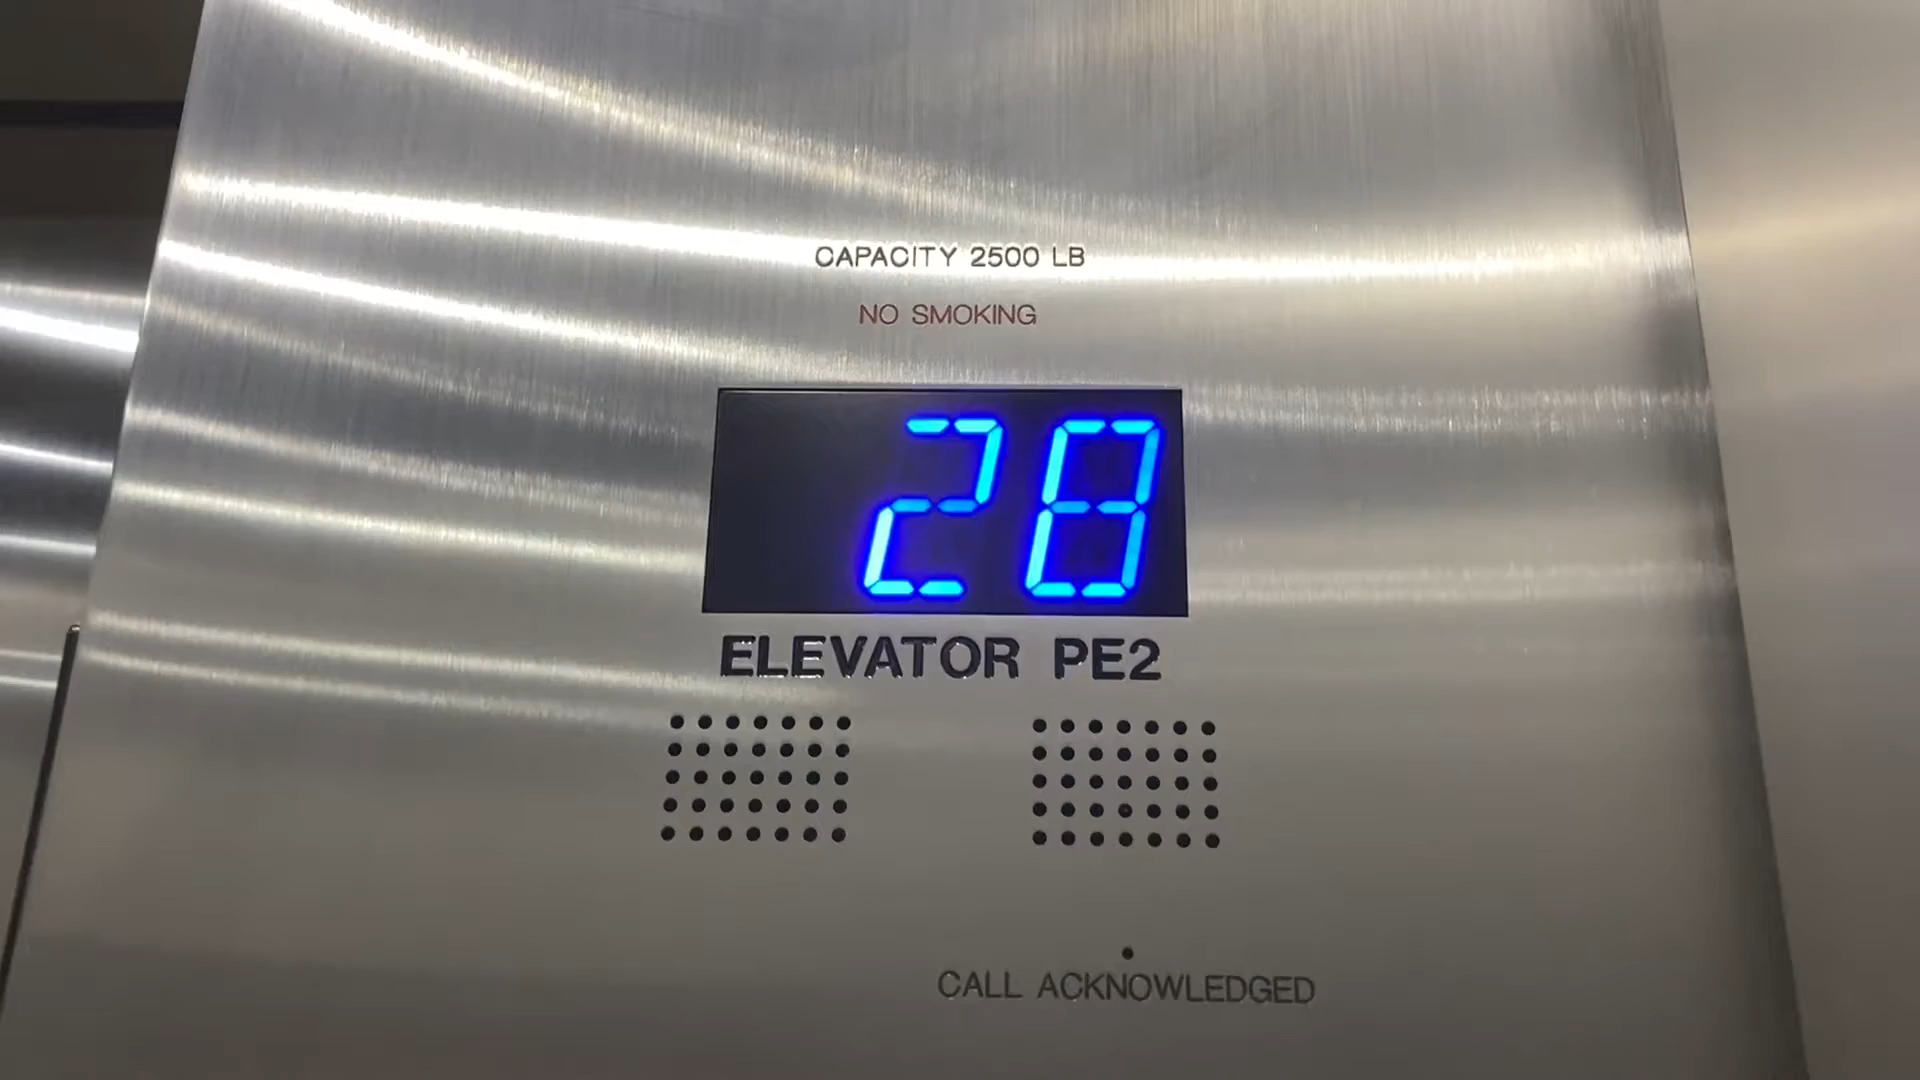 CAPACITY 2500 LB
NO SMOKING
28
ELEVATOR PE2
CALL ACKNOWLEDGED